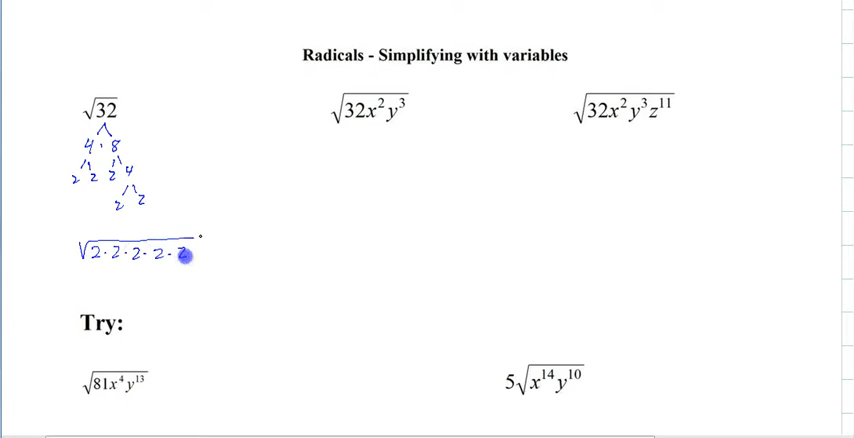 Radicals - Simplifying with variables
√32 √32x²y³ √32x²y³z¹¹
4 · 8
2 2 2 4
2 2
√2·2·2·2·2
Try:
√81x⁴y¹³ 5√x¹⁴y¹⁰